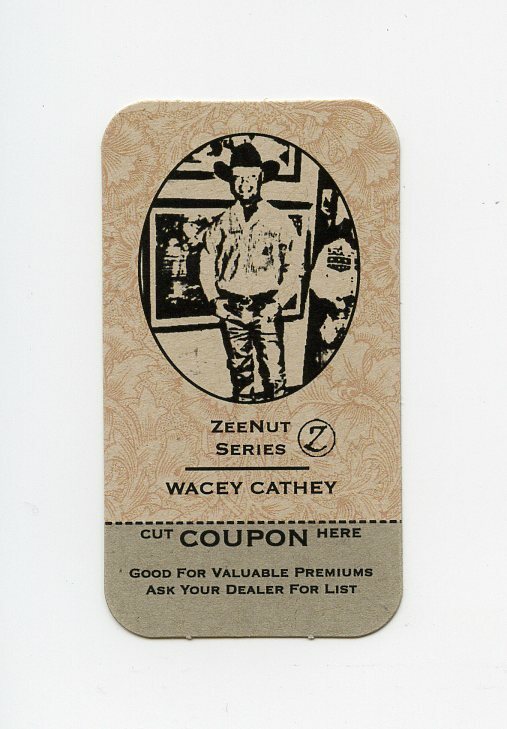 ZEENUT
SERIES
Z
WACEY CATHEY
CUT COUPON HERE
GOOD FOR VALUABLE PREMIUMS
ASK YOUR DEALER FOR LIST